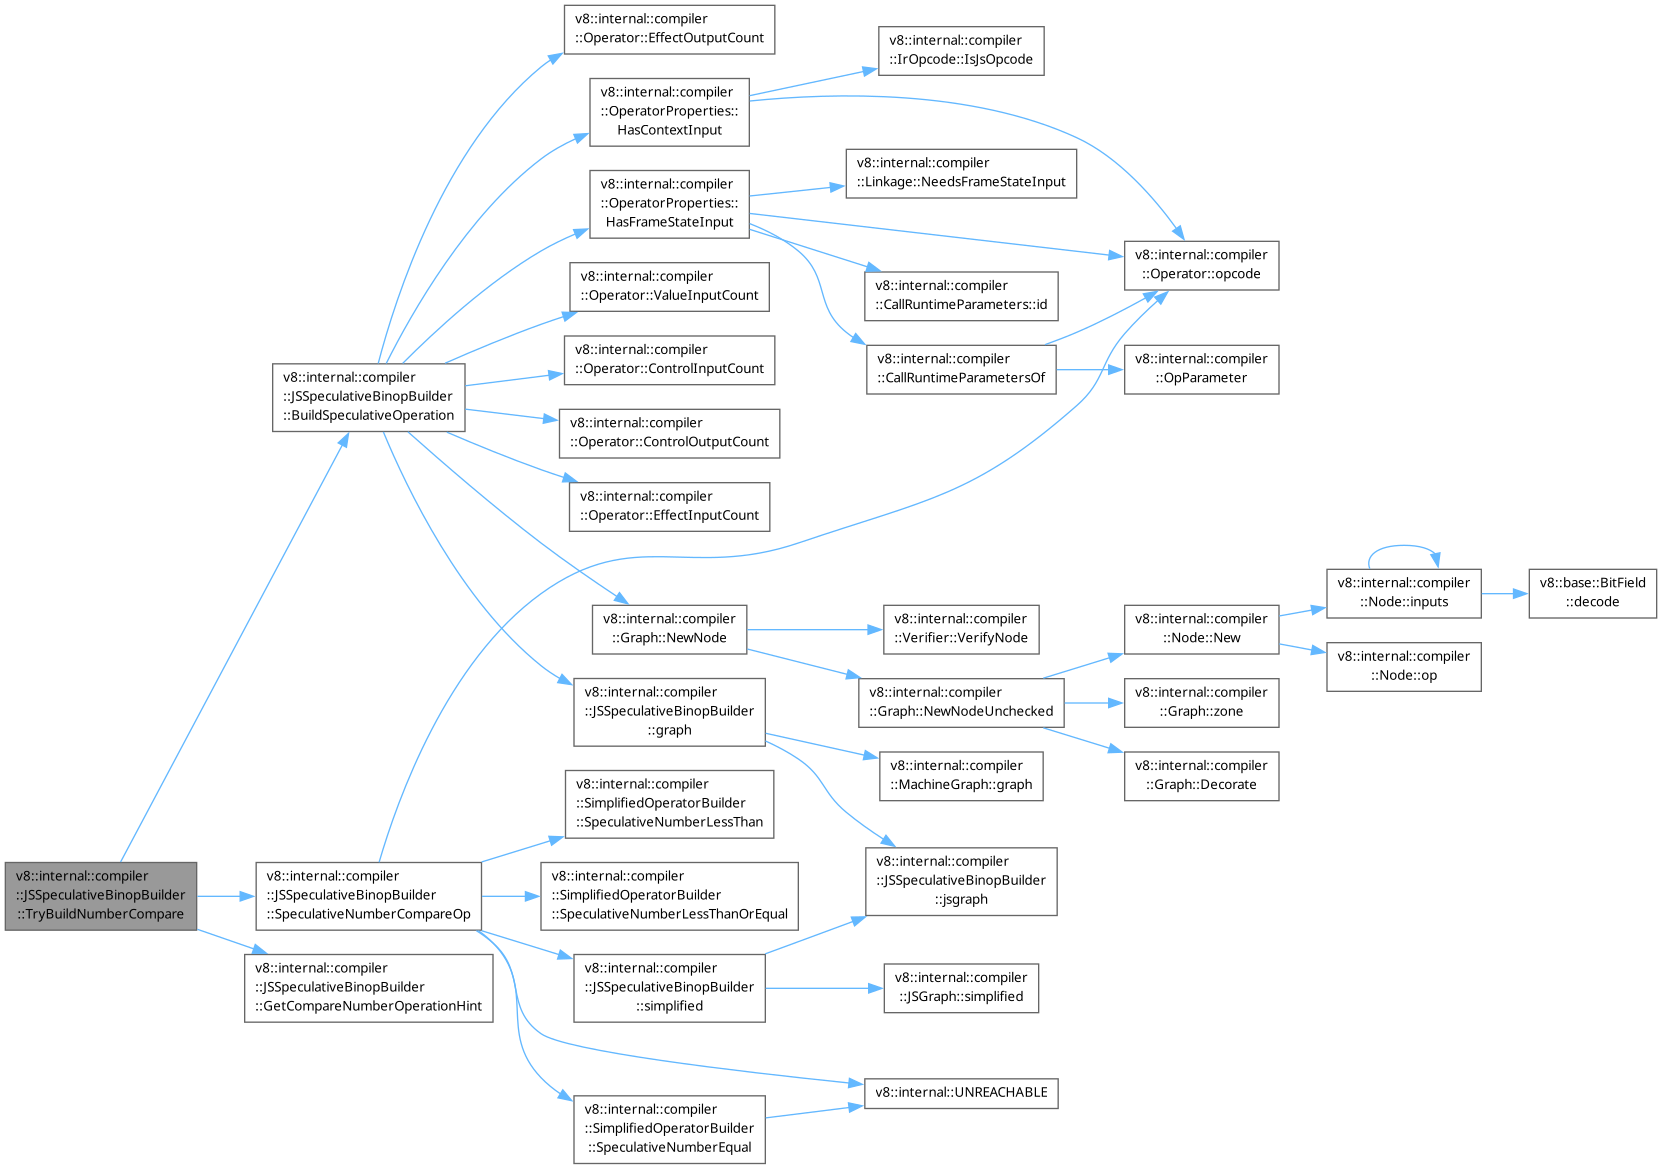 v8::internal::compiler
::Operator::EffectOutputCount
v8::internal::compiler
::IrOpcode::IsJsOpcode
v8::internal::compiler
::OperatorProperties::
HasContextInput
v8::internal::compiler
::Linkage::NeedsFrameStateInput
v8::internal::compiler
::OperatorProperties::
HasFrameStateInput
v8::internal::compiler
::Operator::opcode
v8::internal::compiler
::Operator::ValueInputCount
v8::internal::compiler
::CallRuntimeParameters::id
v8::internal::compiler
::Operator::ControlInputCount
v8::internal::compiler
::CallRuntimeParametersOf
v8::internal::compiler
::OpParameter
v8::internal::compiler
::JSSpeculativeBinopBuilder
::BuildSpeculativeOperation
v8::internal::compiler
::Operator::ControlOutputCount
v8::internal::compiler
::Operator::EffectInputCount
v8::internal::compiler
::Node::inputs
v8::base::BitField
::decode
v8::internal::compiler
::Graph::NewNode
v8::internal::compiler
::Verifier::VerifyNode
v8::internal::compiler
::Node::New
v8::internal::compiler
::Node::op
v8::internal::compiler
::JSSpeculativeBinopBuilder
::graph
v8::internal::compiler
::Graph::NewNodeUnchecked
v8::internal::compiler
::Graph::zone
v8::internal::compiler
::MachineGraph::graph
v8::internal::compiler
::Graph::Decorate
v8::internal::compiler
::SimplifiedOperatorBuilder
::SpeculativeNumberLessThan
v8::internal::compiler
::JSSpeculativeBinopBuilder
::jsgraph
v8::internal::compiler
::JSSpeculativeBinopBuilder
::TryBuildNumberCompare
v8::internal::compiler
::JSSpeculativeBinopBuilder
::SpeculativeNumberCompareOp
v8::internal::compiler
::SimplifiedOperatorBuilder
::SpeculativeNumberLessThanOrEqual
v8::internal::compiler
::JSSpeculativeBinopBuilder
::GetCompareNumberOperationHint
v8::internal::compiler
::JSSpeculativeBinopBuilder
::simplified
v8::internal::compiler
::JSGraph::simplified
v8::internal::UNREACHABLE
v8::internal::compiler
::SimplifiedOperatorBuilder
::SpeculativeNumberEqual